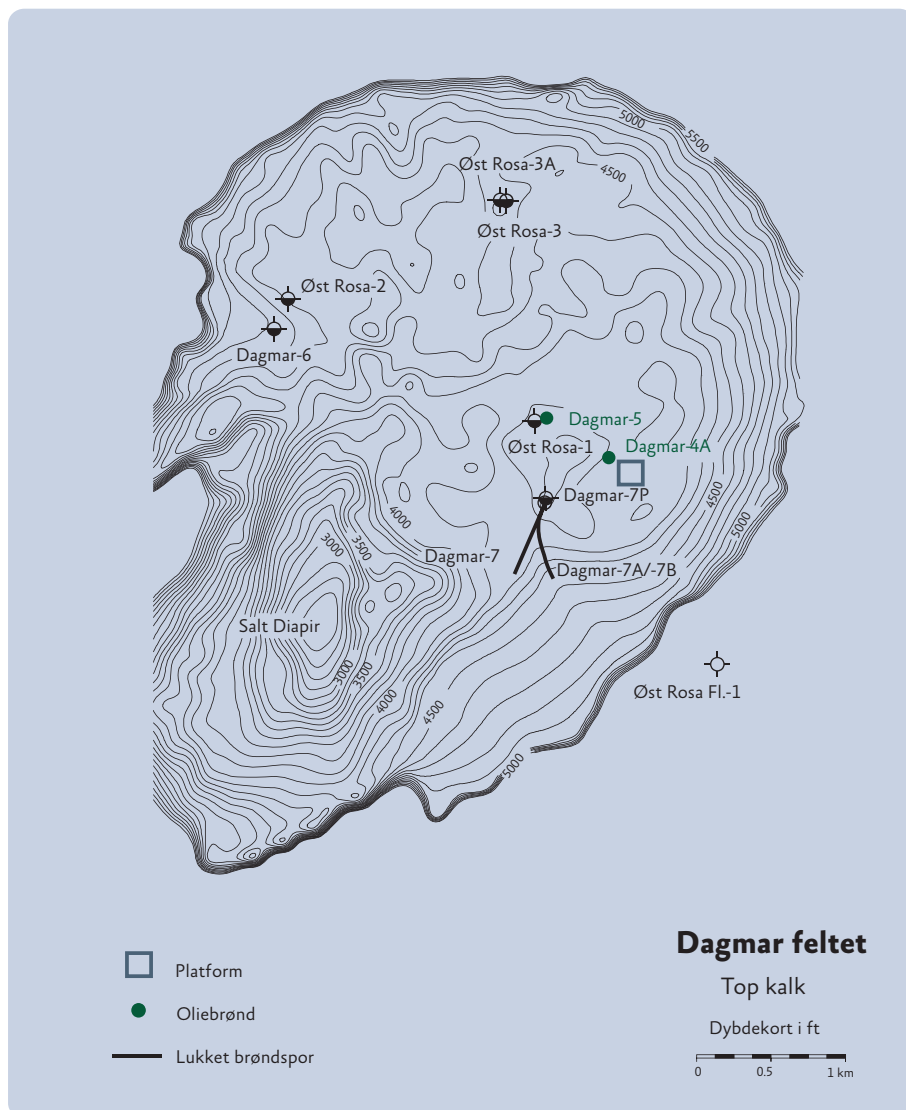 5000
5500
Øst Rosa-3A
4500
Øst Rosa-3
Øst Rosa-2
Dagmar-6
Dagmar-5
Øst Rosa-1
Dagmar-4A
Dagmar-7P
4500
4000
5000
3000
3500
Dagmar-7
Dagmar-7A/-7B
Salt Diapir
3000
3500
4000
4500
Øst Rosa Fl.-1
5000
Dagmar feltet
Top kalk
Dybdekort i ft
0 0.5 1 km
Platform
Oliebrønd
Lukket brøndspor